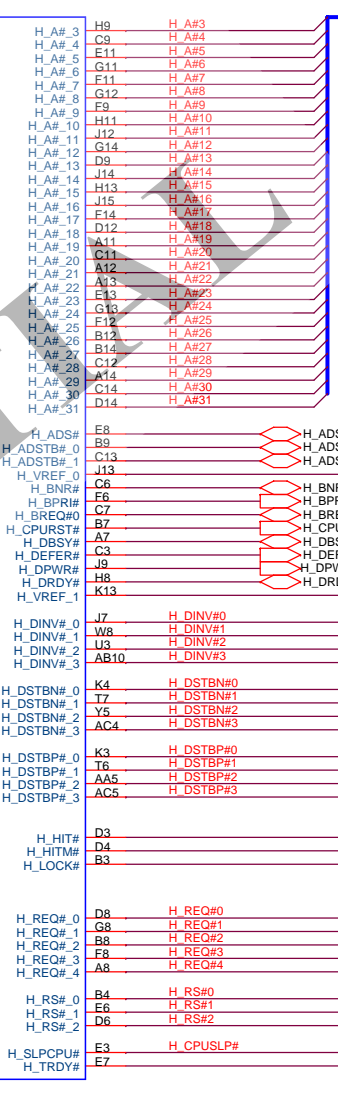 H_A#_3 H9 H_A#3
H_A#_4 C9 H_A#4
H_A#_5 E11 H_A#5
H_A#_6 G11 H_A#6
H_A#_7 F11 H_A#7
H_A#_8 G12 H_A#8
H_A#_9 F9 H_A#9
H_A#_10 H11 H_A#10
H_A#_11 J12 H_A#11
H_A#_12 G14 H_A#12
H_A#_13 D9 H_A#13
H_A#_14 J14 H_A#14
H_A#_15 H13 H_A#15
H_A#_16 J15 H_A#16
H_A#_17 F14 H_A#17
H_A#_18 D12 H_A#18
H_A#_19 A11 H_A#19
H_A#_20 C11 H_A#20
H_A#_21 A12 H_A#21
H_A#_22 A13 H_A#22
H_A#_23 E13 H_A#23
H_A#_24 G13 H_A#24
H_A#_25 F12 H_A#25
H_A#_26 B12 H_A#26
H_A#_27 B14 H_A#27
H_A#_28 C12 H_A#28
H_A#_29 A14 H_A#29
H_A#_30 C14 H_A#30
H_A#_31 D14 H_A#31
H_ADS# E8 H_ADS
H_ADSTB#_0 B9 H_ADS
H_ADSTB#_1 C13 H_ADS
H_VREF_0 J13
H_BNR# C6 H_BNR
H_BPRI# F6 H_BPR
H_BREQ#0 C7 H_BRE
H_CPURST# B7 H_CPU
H_DBSY# A7 H_DBS
H_DEFER# C3 H_DEF
H_DPWR# J9 H_DPW
H_DRDY# H8 H_DRD
H_VREF_1 K13
H_DINV#_0 J7 H_DINV#0
H_DINV#_1 W8 H_DINV#1
H_DINV#_2 U3 H_DINV#2
H_DINV#_3 AB10 H_DINV#3
H_DSTBN#_0 K4 H_DSTBN#0
H_DSTBN#_1 T7 H_DSTBN#1
H_DSTBN#_2 Y5 H_DSTBN#2
H_DSTBN#_3 AC4 H_DSTBN#3
H_DSTBP#_0 K3 H_DSTBP#0
H_DSTBP#_1 T6 H_DSTBP#1
H_DSTBP#_2 AA5 H_DSTBP#2
H_DSTBP#_3 AC5 H_DSTBP#3
H_HIT# D3
H_HITM# D4
H_LOCK# B3
H_REQ#_0 D8 H_REQ#0
H_REQ#_1 G8 H_REQ#1
H_REQ#_2 B8 H_REQ#2
H_REQ#_3 F8 H_REQ#3
H_REQ#_4 A8 H_REQ#4
H_RS#_0 B4 H_RS#0
H_RS#_1 E6 H_RS#1
H_RS#_2 D6 H_RS#2
H_SLPCPU# E3 H_CPUSLP#
H_TRDY# E7
TIAL